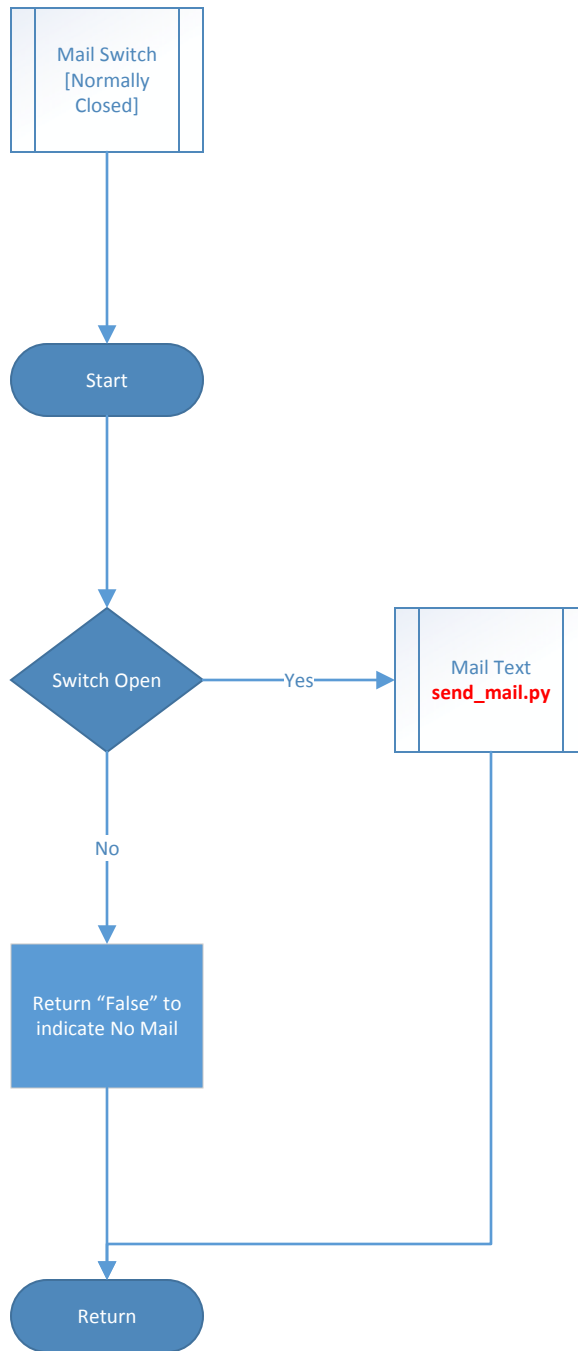 Mail Switch
[Normally
Closed]
Start
Switch Open
Yes
Mail Text
send_mail.py
No
Return “False” to
indicate No Mail
Return